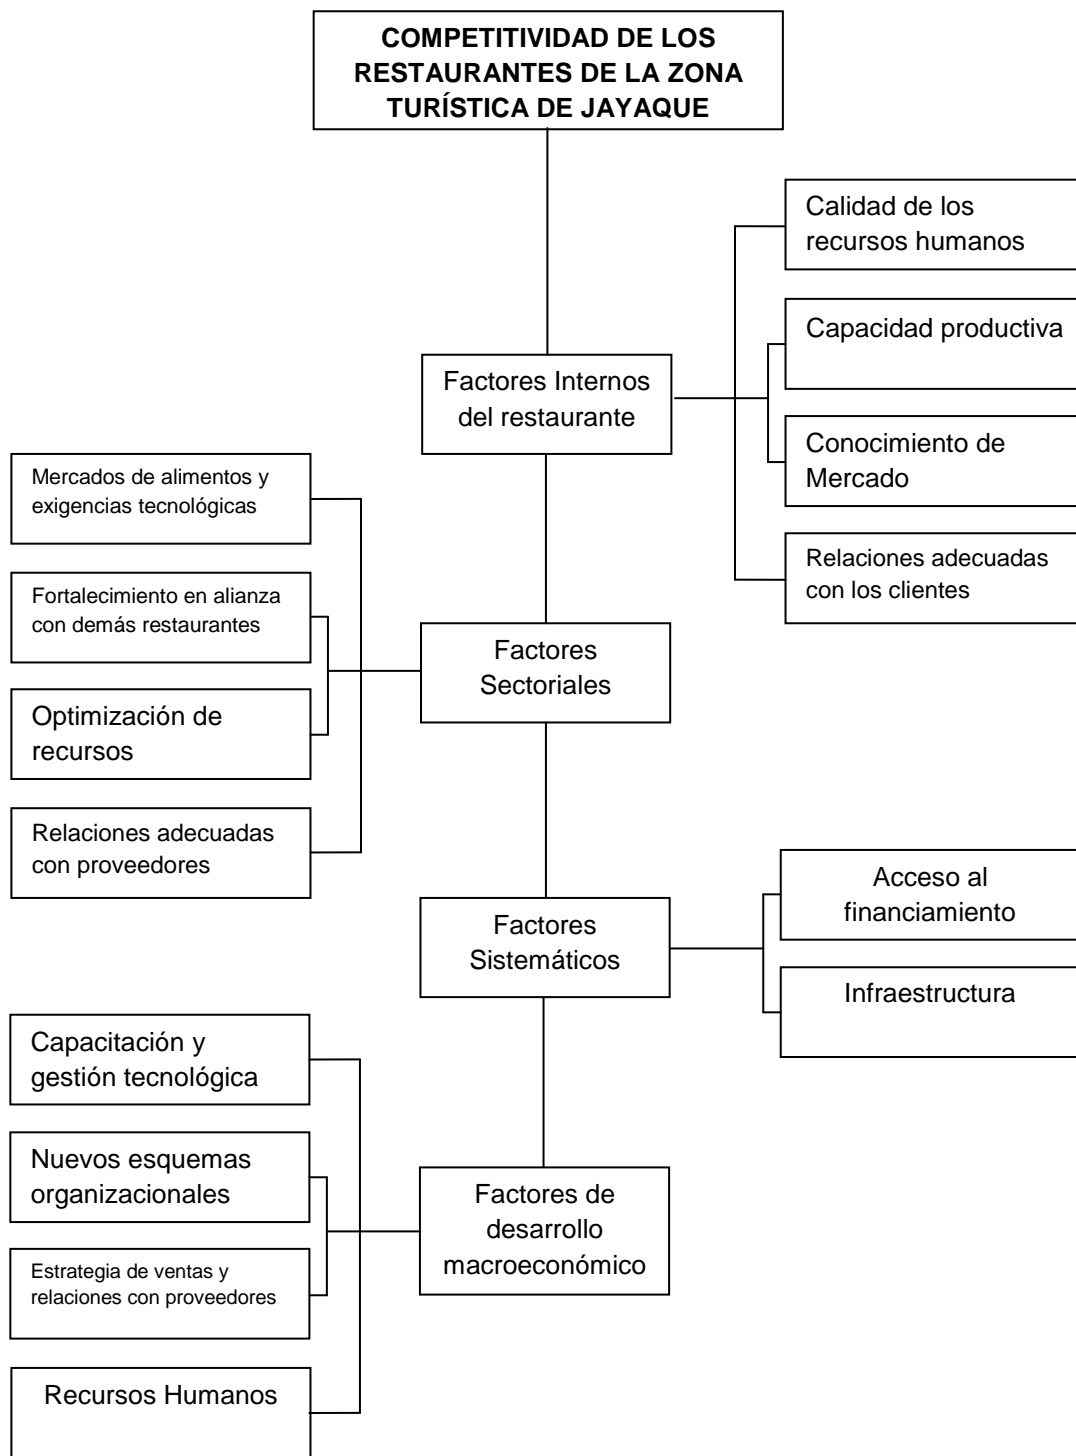 COMPETITIVIDAD DE LOS
RESTAURANTES DE LA ZONA
TURÍSTICA DE JAYAQUE
Factores Internos
del restaurante
Calidad de los
recursos humanos
Capacidad productiva
Conocimiento de
Mercado
Relaciones adecuadas
con los clientes
Factores
Sectoriales
Mercados de alimentos y
exigencias tecnológicas
Fortalecimiento en alianza
con demás restaurantes
Optimización de
recursos
Relaciones adecuadas
con proveedores
Factores
Sistemáticos
Acceso al
financiamiento
Infraestructura
Factores de
desarrollo
macroeconómico
Capacitación y
gestión tecnológica
Nuevos esquemas
organizacionales
Estrategia de ventas y
relaciones con proveedores
Recursos Humanos